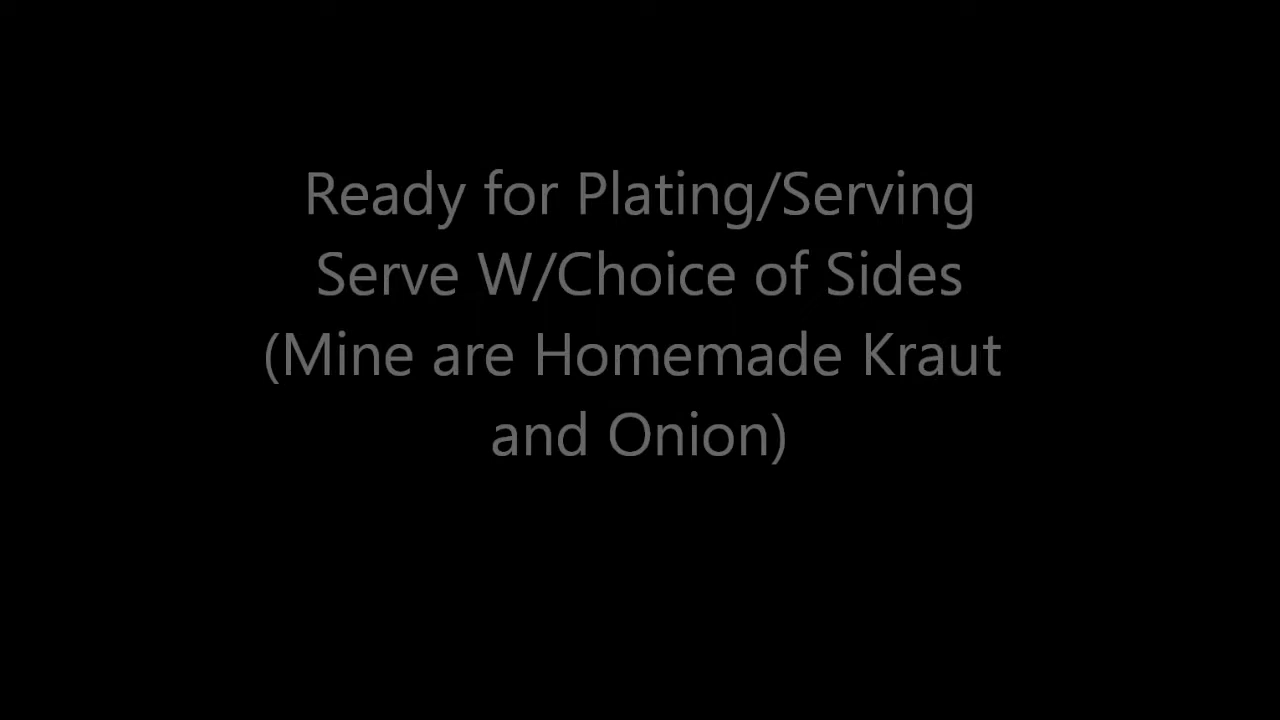 Ready for Plating/Serving
Serve W/Choice of Sides
(Mine are Homemade Kraut
and Onion)